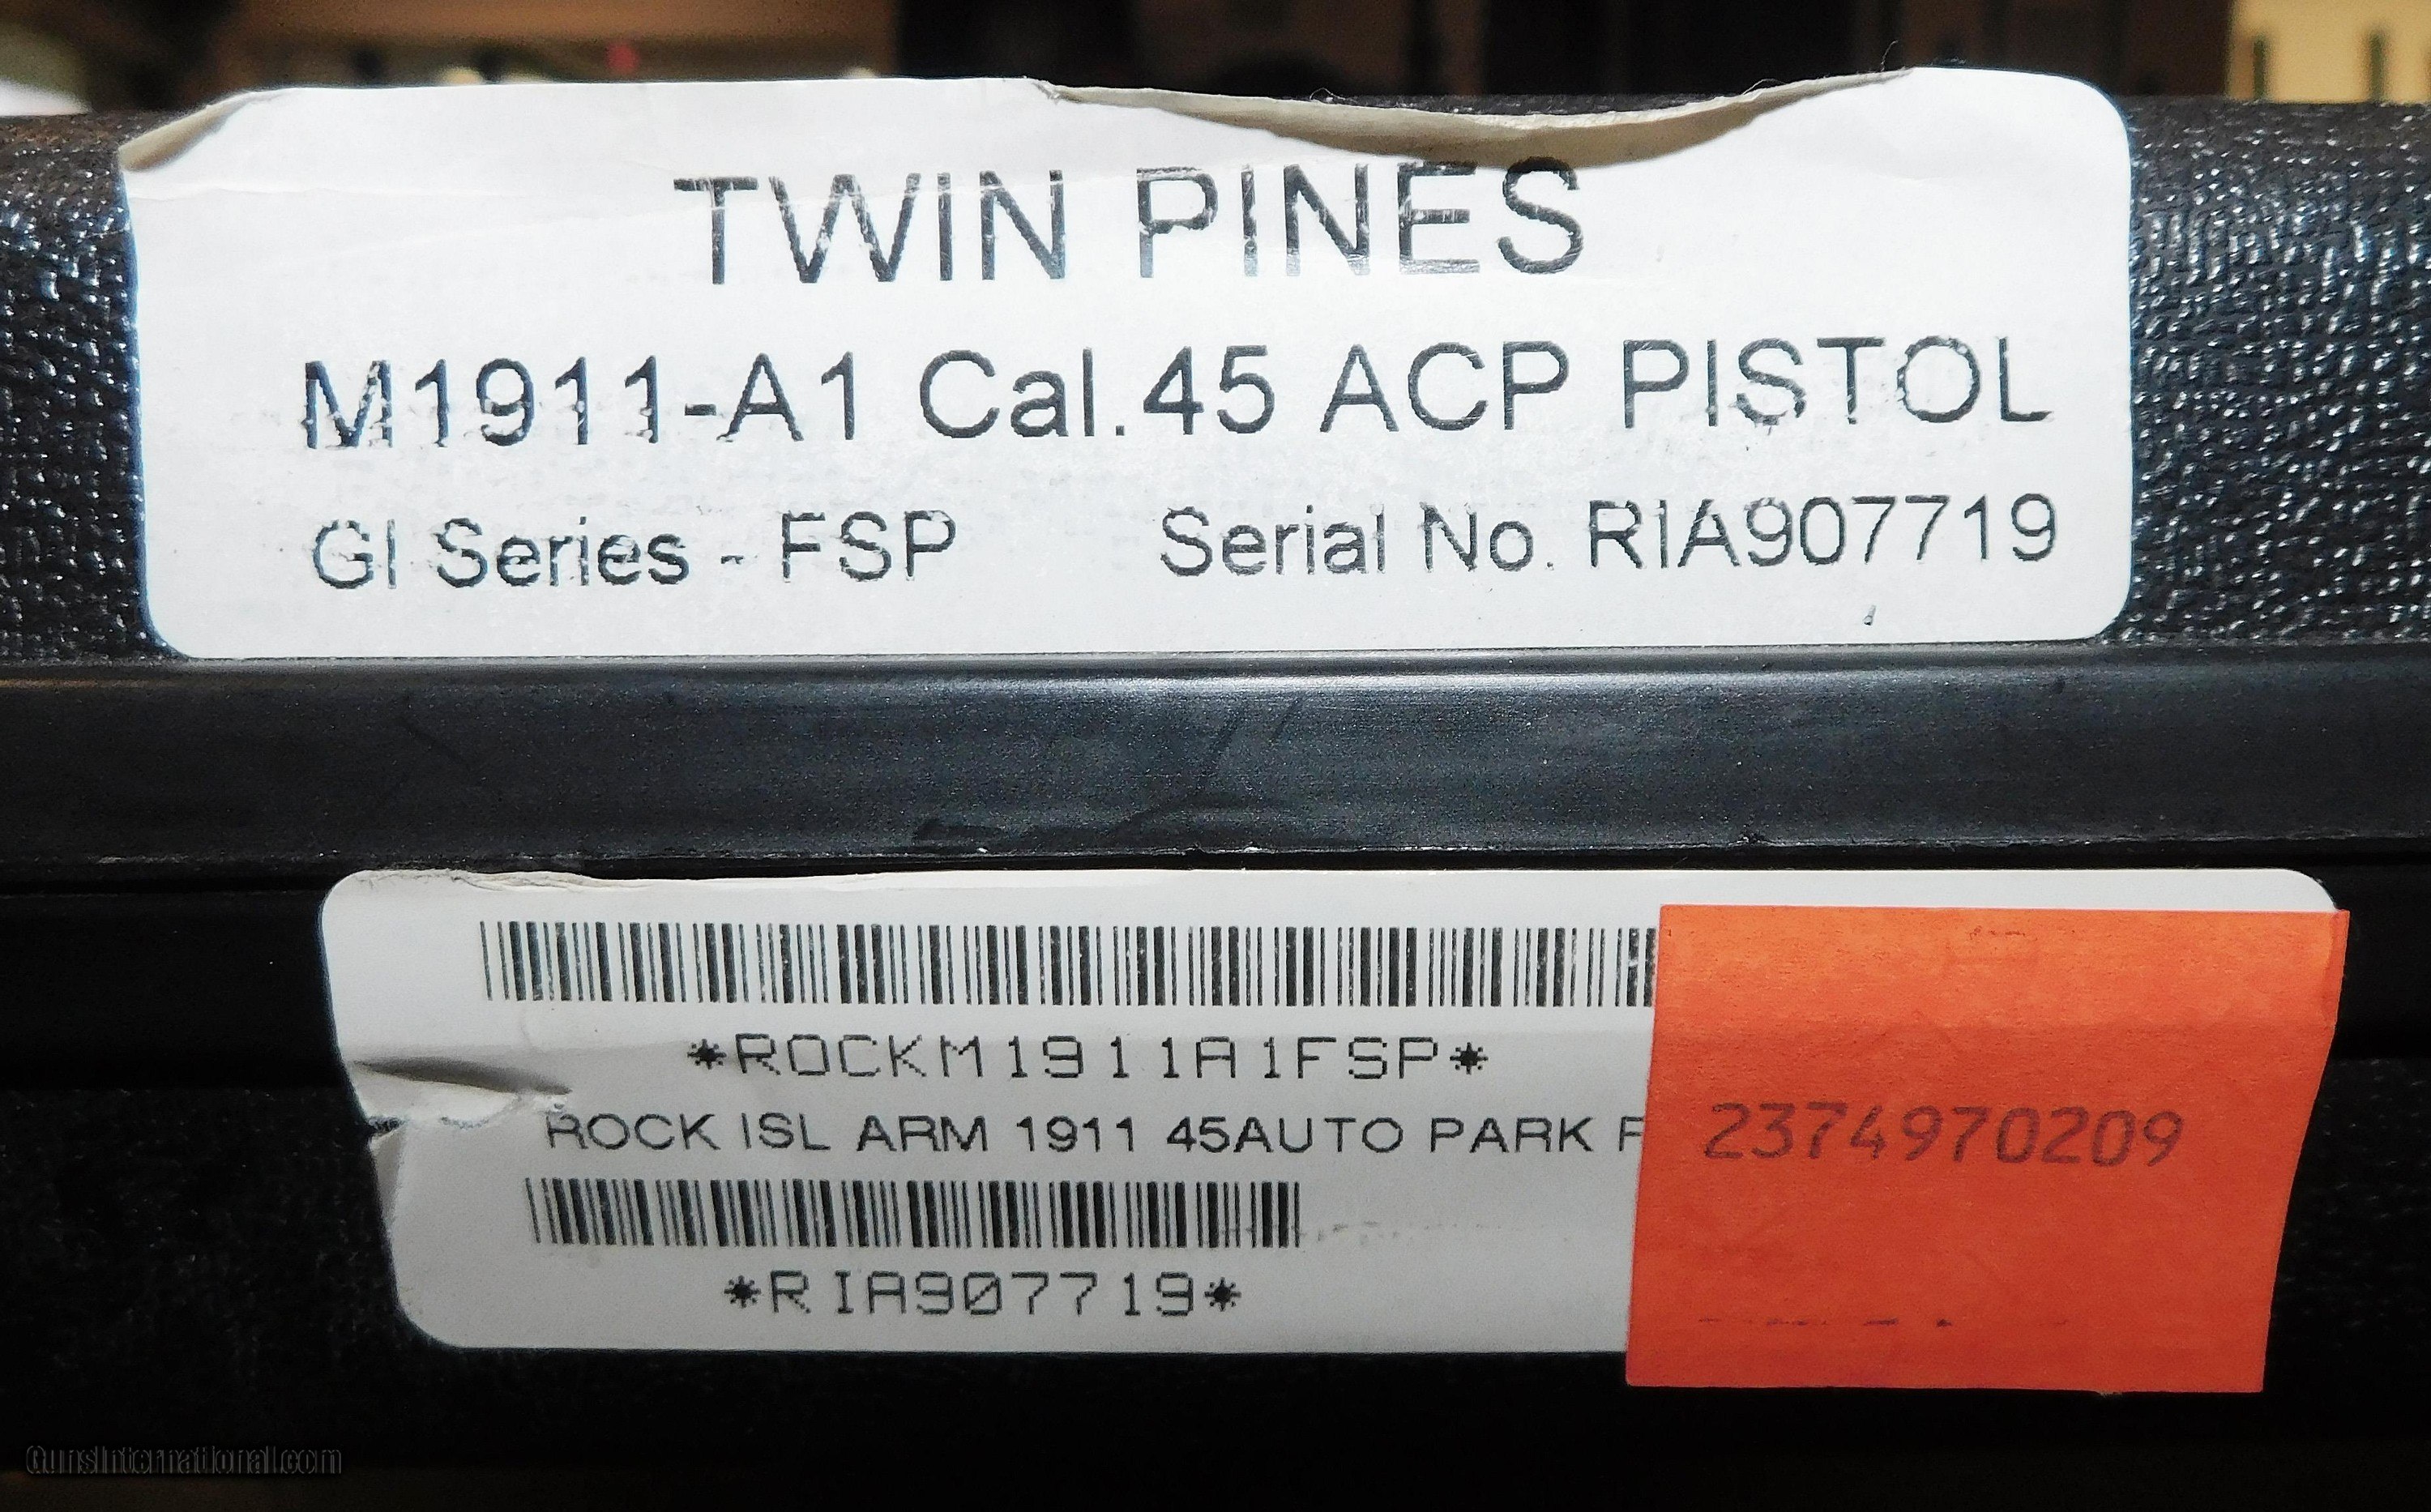 TWIN PINES
M1911-A1 Cal.45 ACP PISTOL
GI Series - FSP Serial No. RIA907719
*ROCKM1911A1FSP*
ROCK ISL ARM 1911 45AUTO PARK
2374970209
*RIA907719*
GunsInternational.com